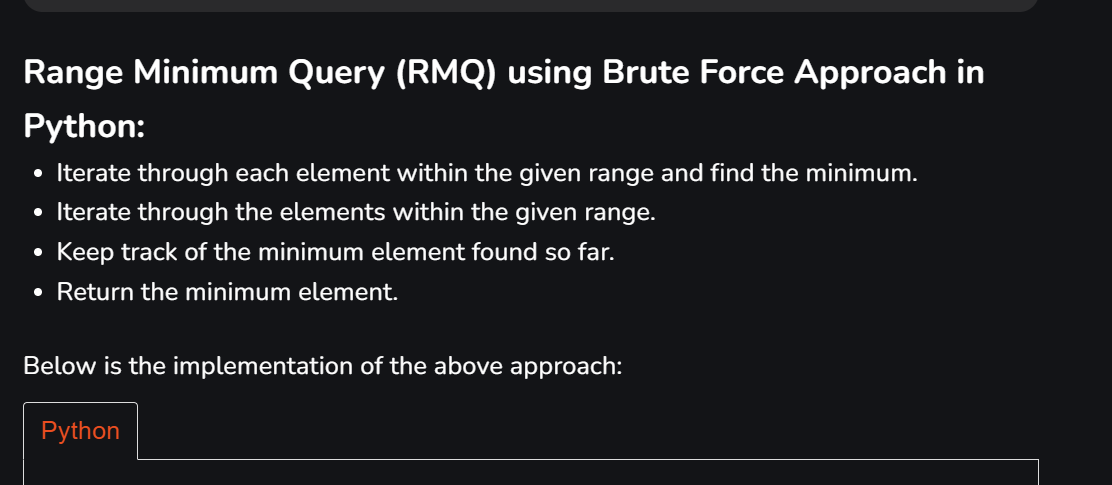 Range Minimum Query (RMQ) using Brute Force Approach in
Python:
• Iterate through each element within the given range and find the minimum.
• Iterate through the elements within the given range.
• Keep track of the minimum element found so far.
• Return the minimum element.
Below is the implementation of the above approach:
Python